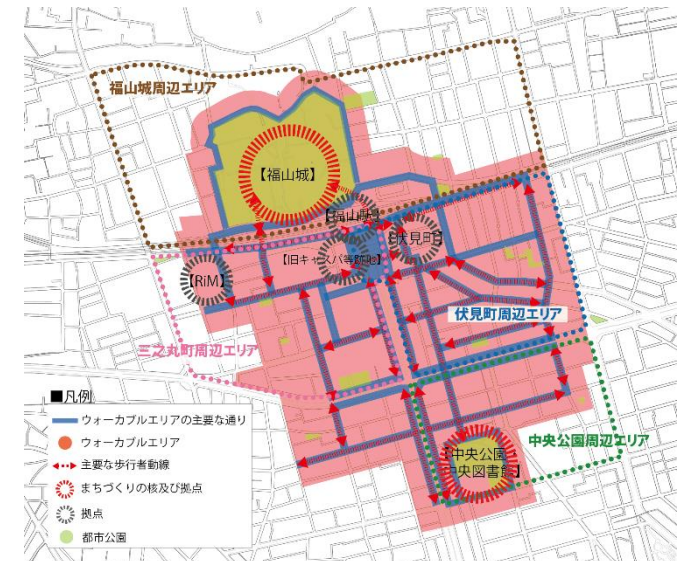 福山城周辺エリア
【福山城】
【福山駅】
【伏見町】
【旧キャスパ等跡地】
【RiM】
伏見町周辺エリア
三之丸町周辺エリア
中央公園周辺エリア
【中央公園・
中央図書館】
■凡例
ウォーカブルエリアの主要な通り
ウォーカブルエリア
主要な歩行者動線
まちづくりの核及び拠点
拠点
都市公園